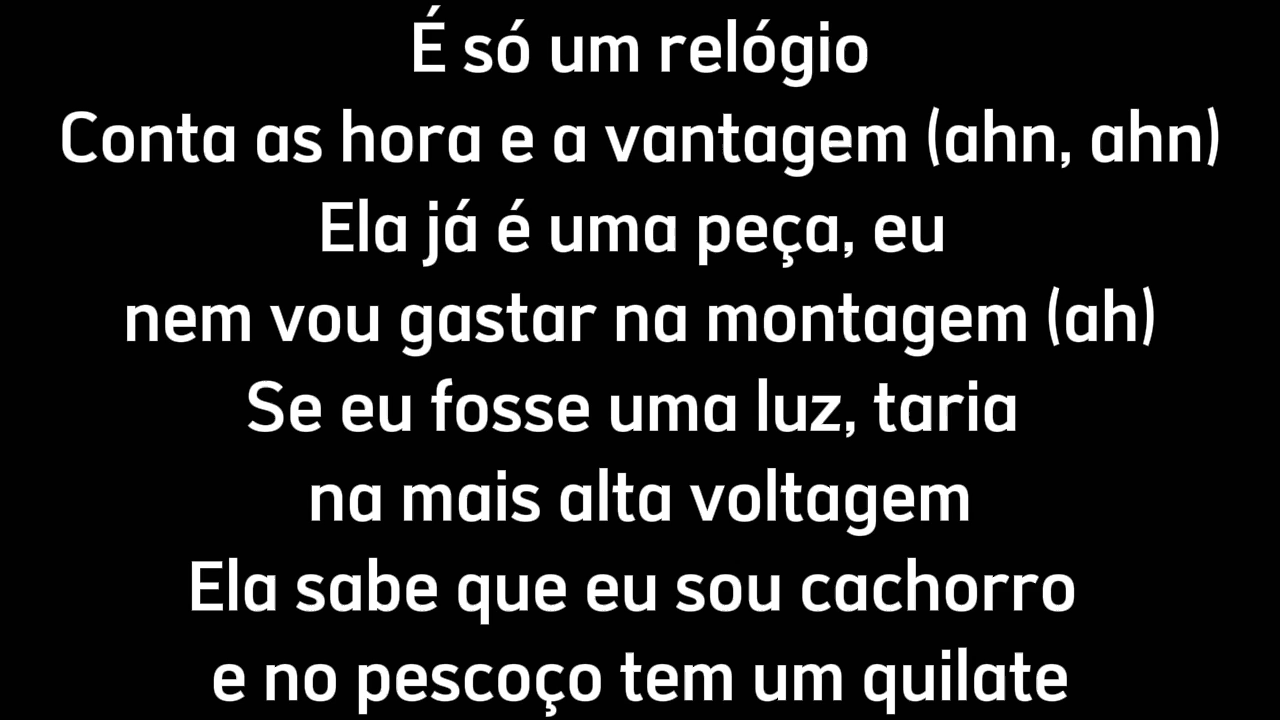 É só um relógio
Conta as hora e a vantagem (ahn, ahn)
Ela já é uma peça, eu
nem vou gastar na montagem (ah)
Se eu fosse uma luz, taria
na mais alta voltagem
Ela sabe que eu sou cachorro
e no pescoço tem um quilate